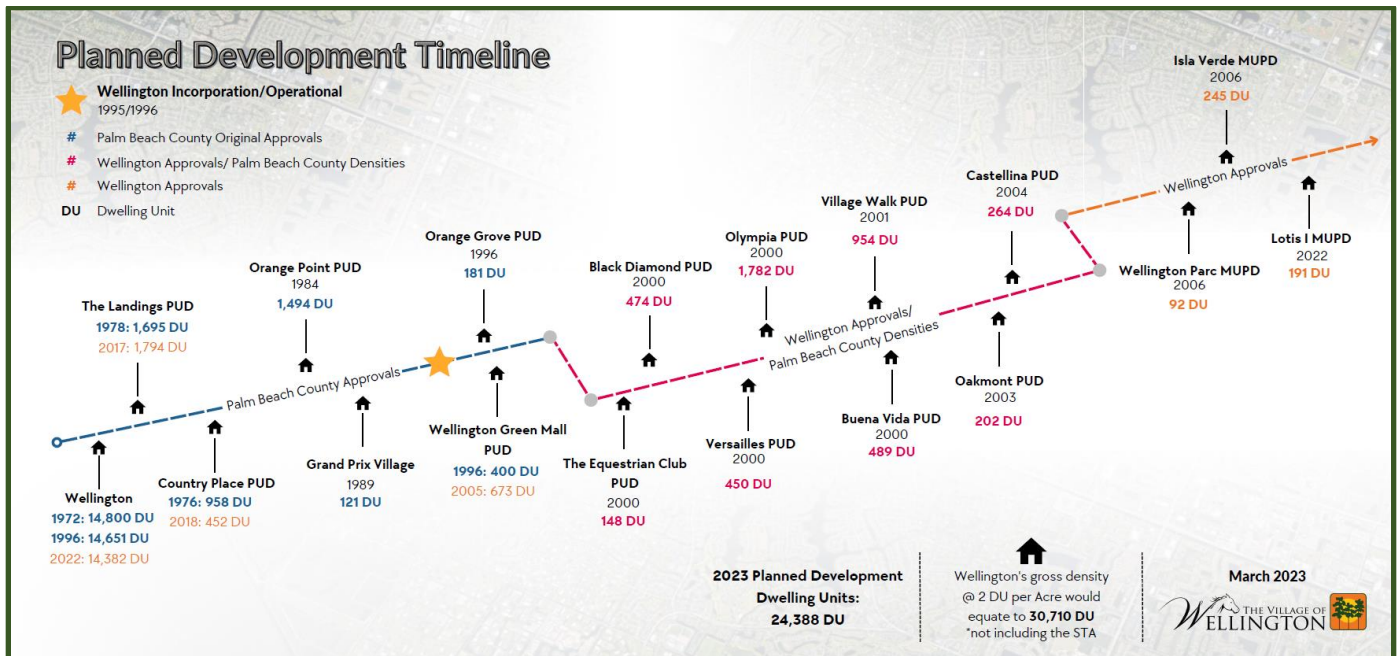 Planned Development Timeline
Wellington Incorporation/Operational
1995/1996
# Palm Beach County Original Approvals
# Wellington Approvals/ Palm Beach County Densities
# Wellington Approvals
DU Dwelling Unit
Wellington
1972: 14,800 DU
1996: 14,651 DU
2022: 14,382 DU
The Landings PUD
1978: 1,695 DU
2017: 1,794 DU
Country Place PUD
1976: 958 DU
2018: 452 DU
Palm Beach County Approvals
Orange Point PUD
1984
1,494 DU
Grand Prix Village
1989
121 DU
Orange Grove PUD
1996
181 DU
Wellington Green Mall
PUD
1996: 400 DU
2005: 673 DU
The Equestrian Club
PUD
2000
148 DU
Black Diamond PUD
2000
474 DU
Versailles PUD
2000
450 DU
Olympia PUD
2000
1,782 DU
Wellington Approvals/
Palm Beach County Densities
Village Walk PUD
2001
954 DU
Buena Vida PUD
2000
489 DU
Castellina PUD
2004
264 DU
Oakmont PUD
2003
202 DU
Wellington Approvals
Wellington Parc MUPD
2006
92 DU
Isla Verde MUPD
2006
245 DU
Lotis I MUPD
2022
191 DU
2023 Planned Development
Dwelling Units:
24,388 DU
Wellington's gross density
@ 2 DU per Acre would
equate to 30,710 DU
*not including the STA
March 2023
THE VILLAGE OF
WELLINGTON